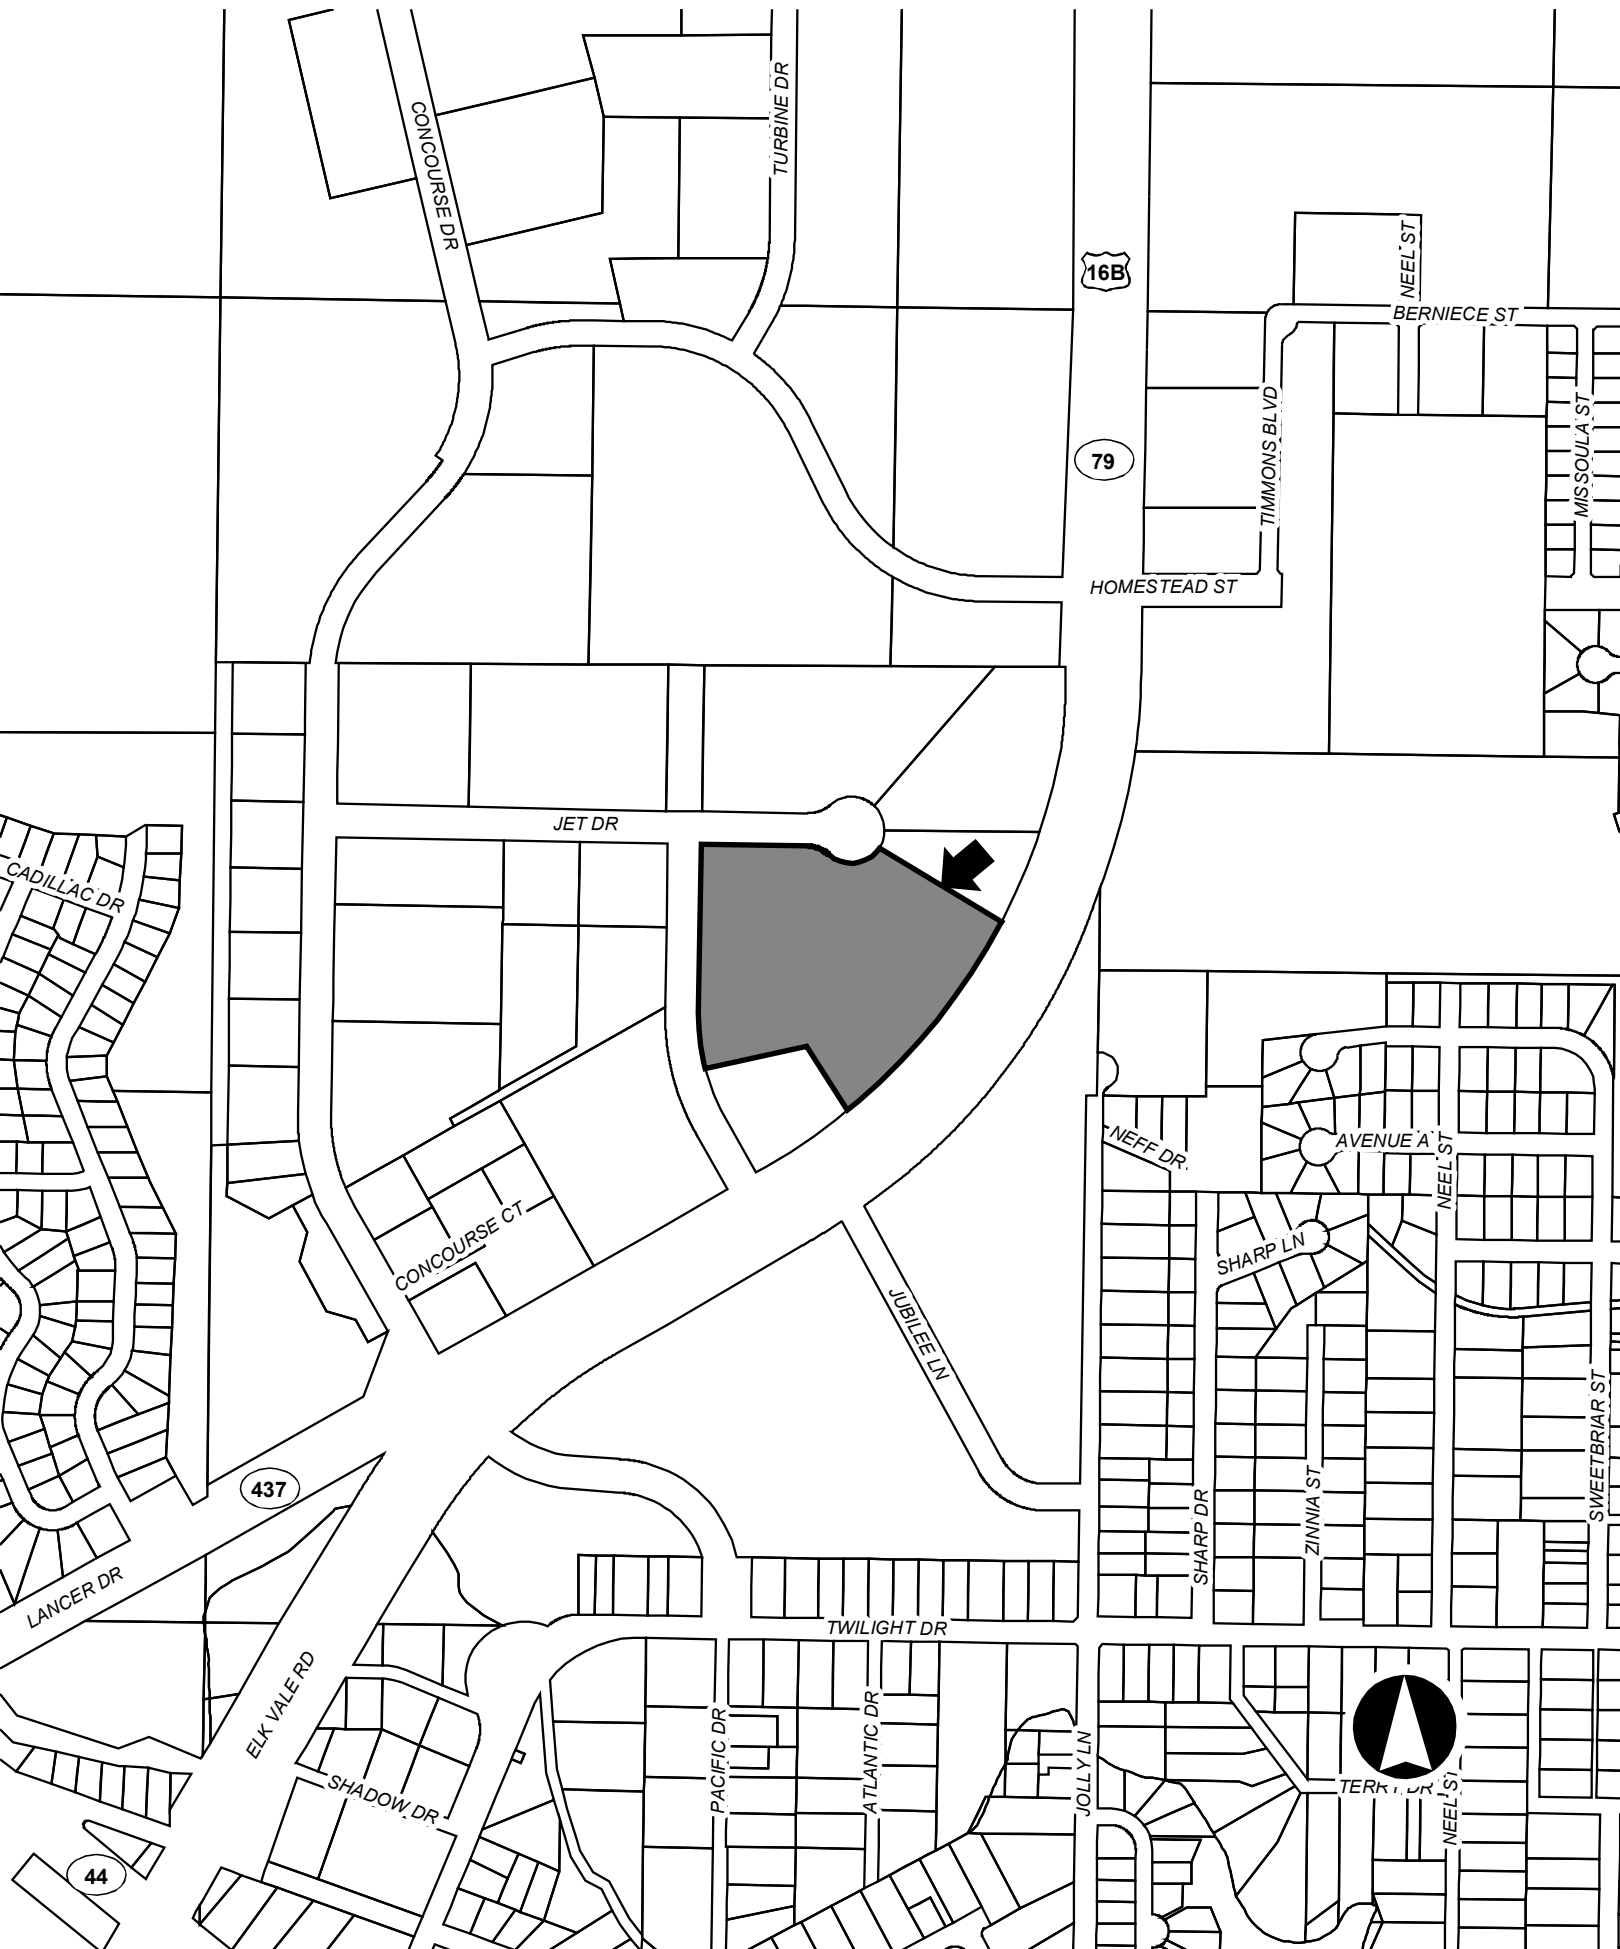 TURBINE DR
CONCOURSE DR
NEEL ST
16B
BERNIECE ST
TIMMONS BLVD
MISSOULA ST
79
HOMESTEAD ST
JET DR
CADILLAC DR
NEFF DR
AVENUE A
NEEL ST
CONCOURSE CT
SHARP LN
JUBILEE LN
SWEETBRIAR ST
437
ZINNIA ST
SHARP DR
LANCER DR
TWILIGHT DR
ELK VALE RD
PACIFIC DR
ATLANTIC DR
JOLLY LN
SHADOW DR
TERRY DR
NEEL ST
44